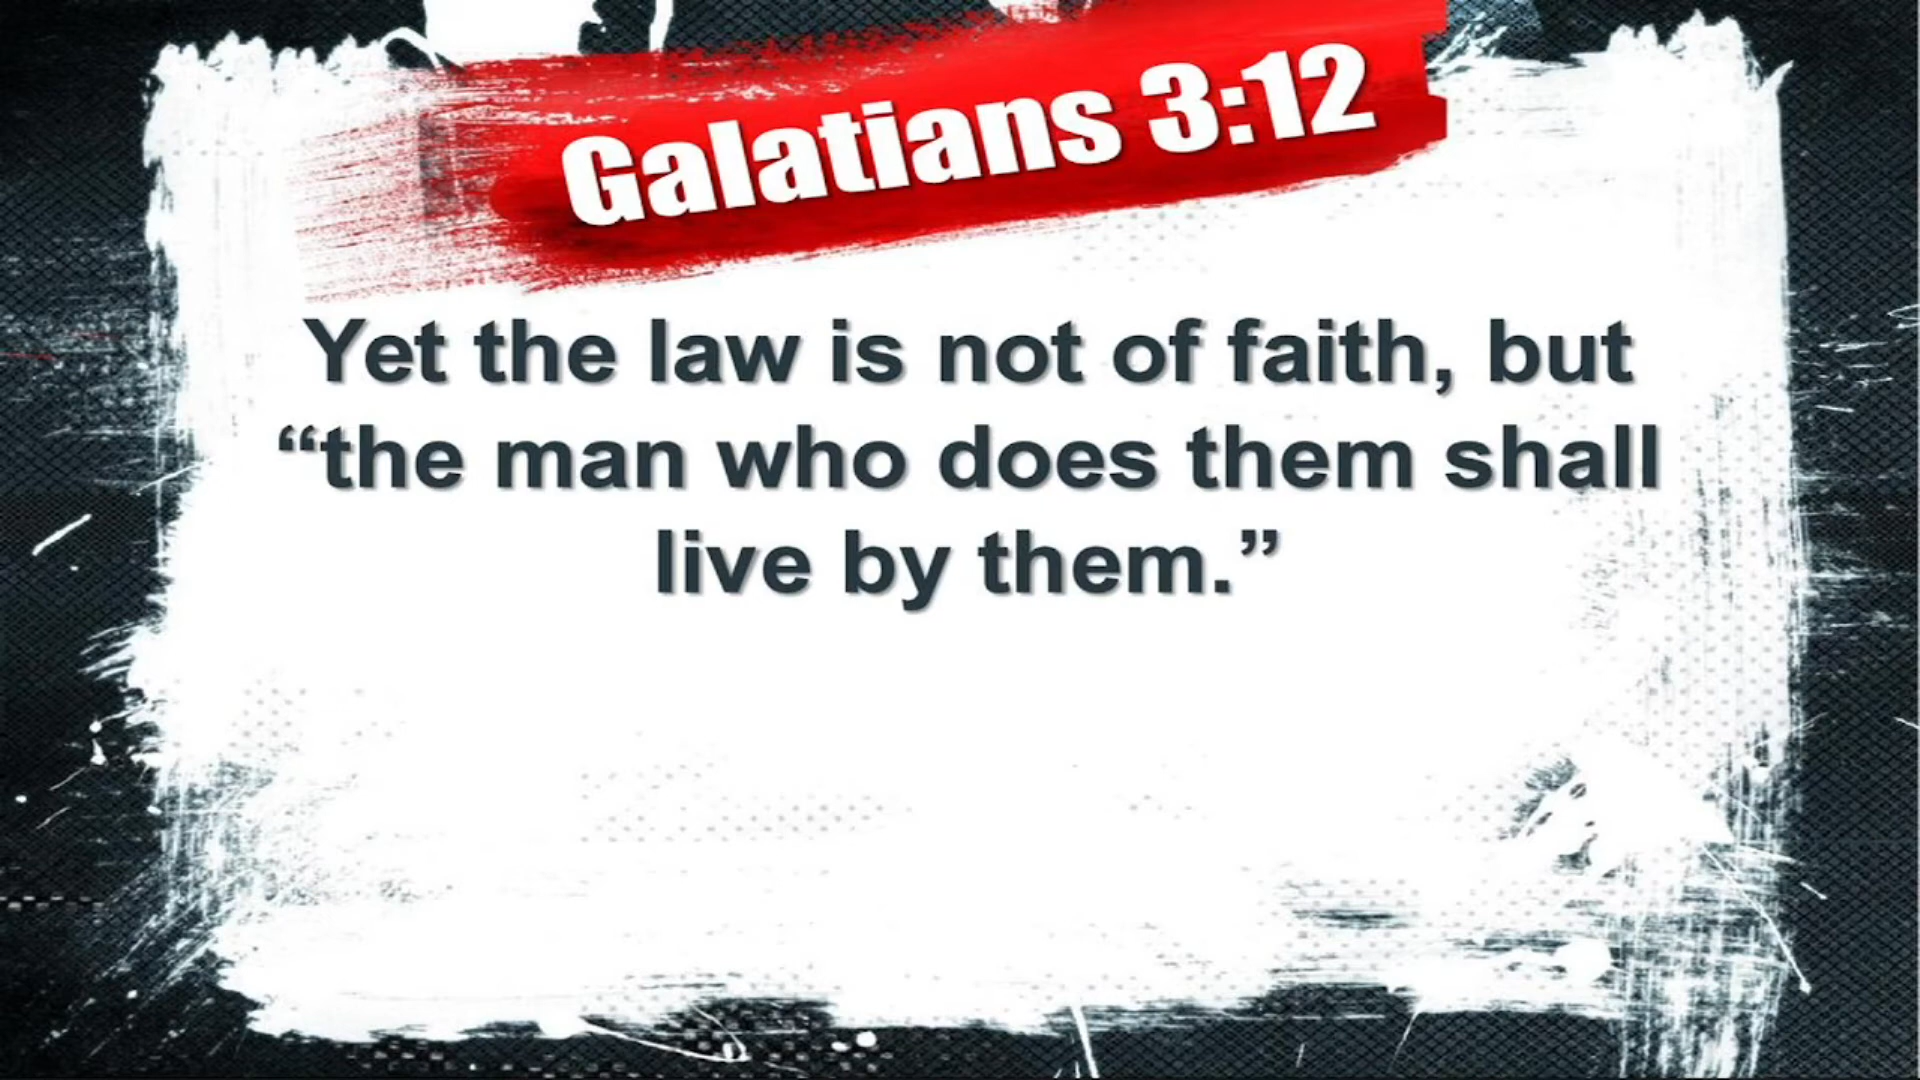 Galatians 3:12
Yet the law is not of faith, but
“the man who does them shall
live by them.”